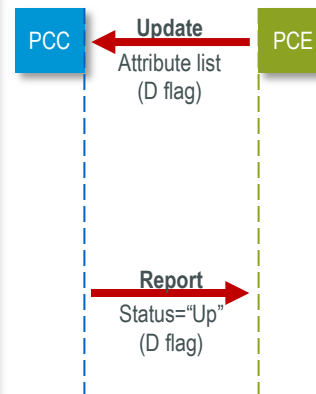 PCC
Update
PCE
Attribute list
(D flag)
Report
Status=“Up”
(D flag)